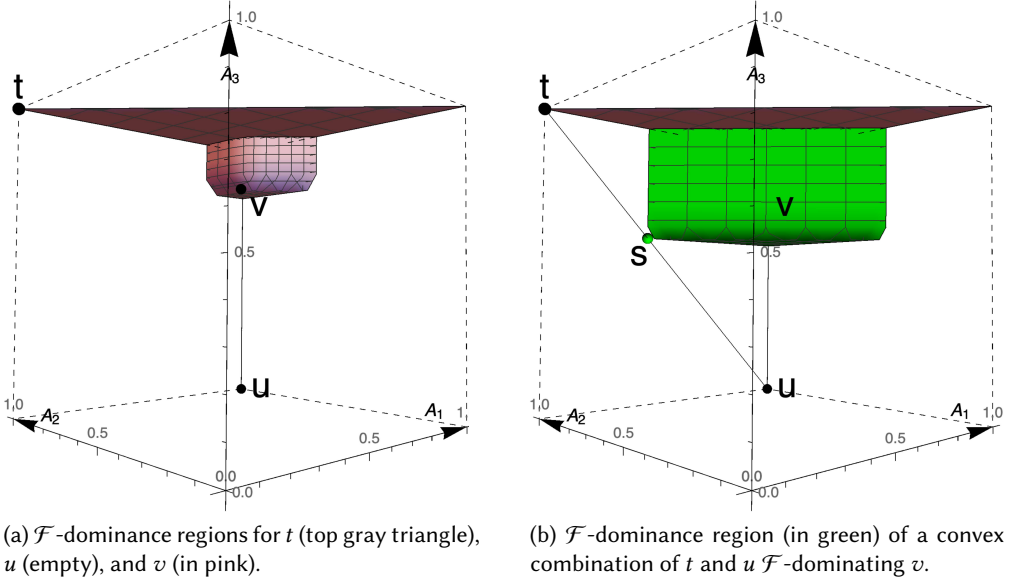 1.0
A3
t
v
0.5
u
1.0
A2
A1
1
0.5
0.5
0.0
0.0
(a) ℱ-dominance regions for t (top gray triangle),
u (empty), and v (in pink).
1.0
A3
t
v
s
0.5
u
1.0
A2
A1
1.0
0.5
0.5
0.0
0.0
(b) ℱ-dominance region (in green) of a convex
combination of t and u ℱ-dominating v.